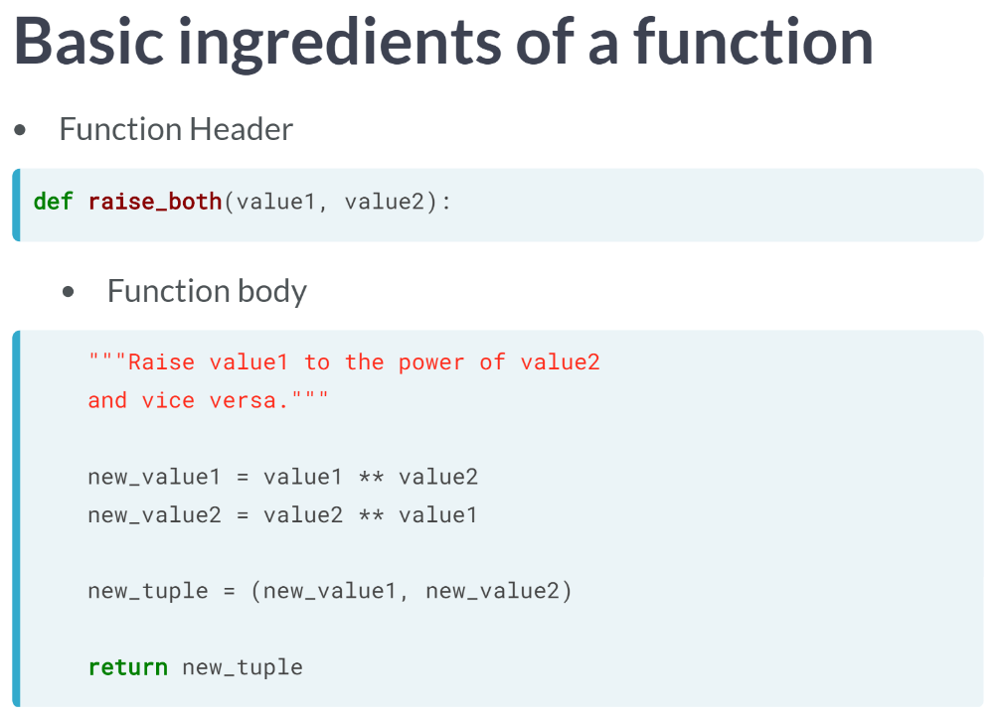 Basic ingredients of a function
• Function Header
def raise_both(value1, value2):
• Function body
"""Raise value1 to the power of value2
and vice versa."""
new_value1 = value1 ** value2
new_value2 = value2 ** value1
new_tuple = (new_value1, new_value2)
return new_tuple